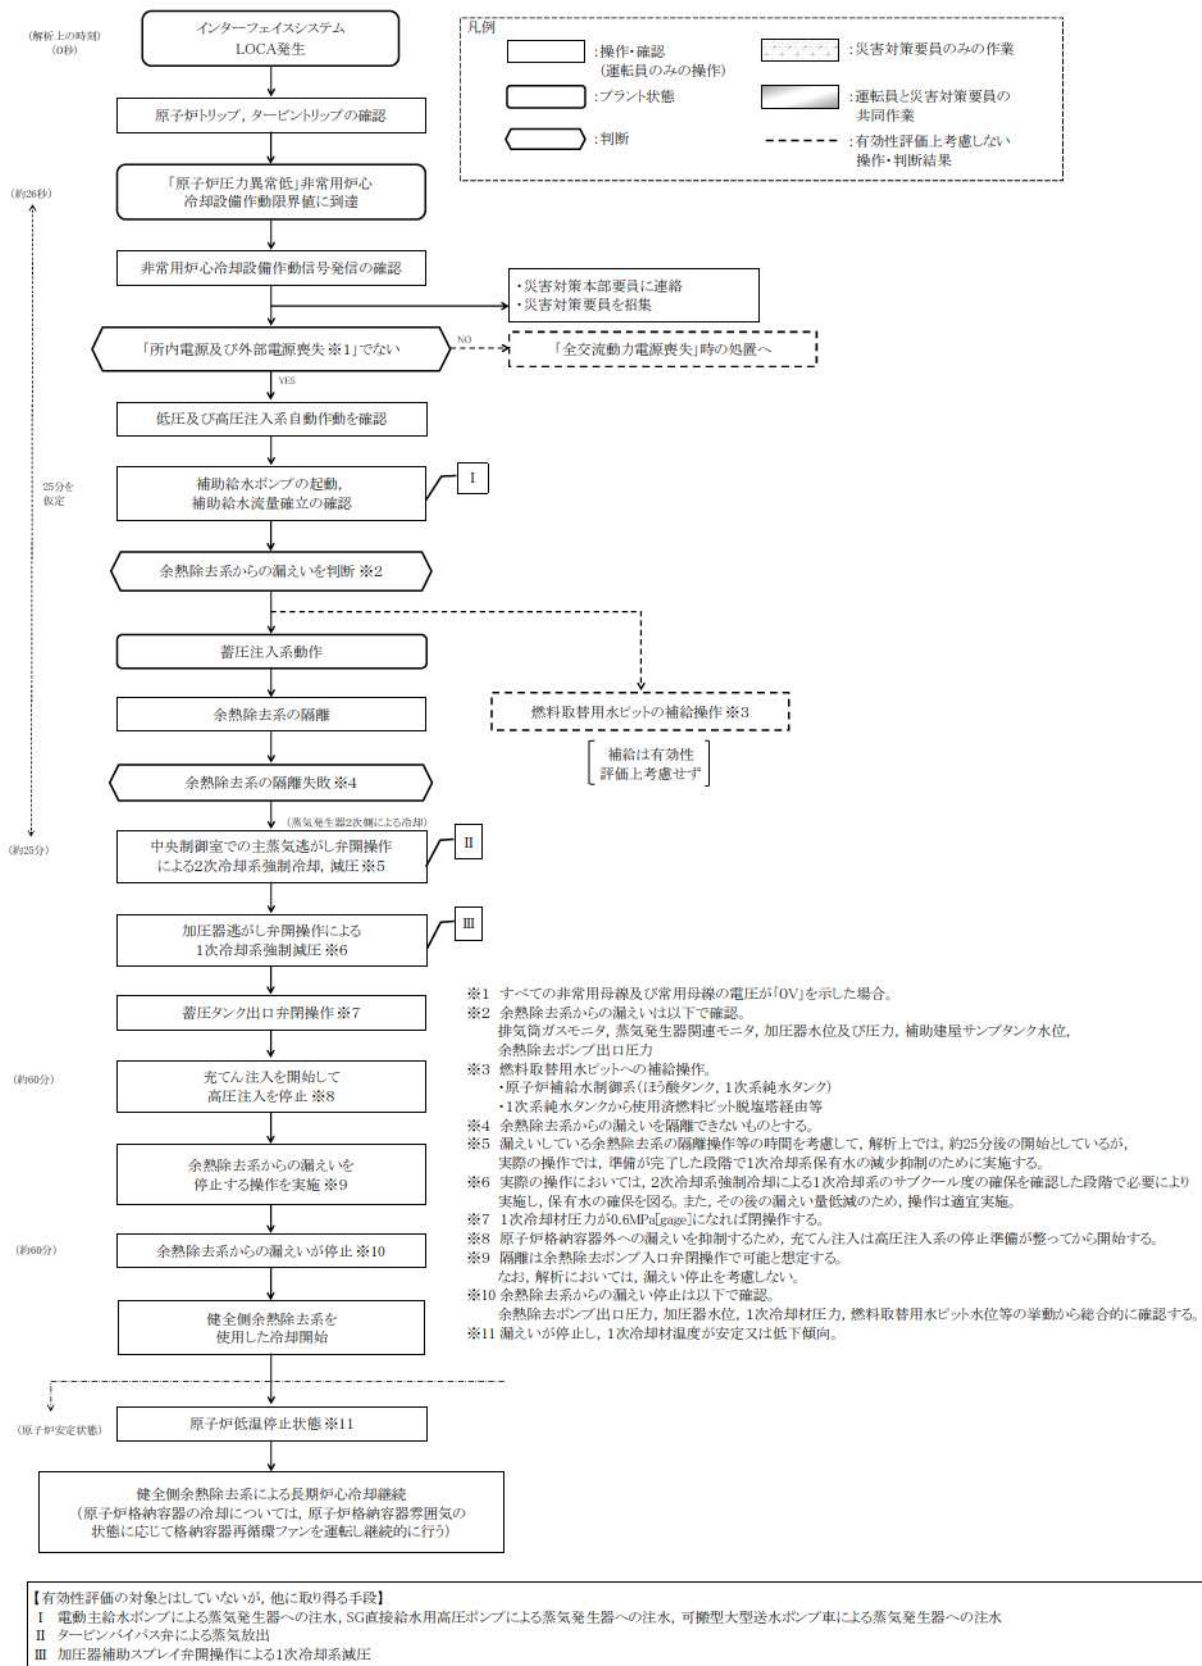 (解析上の時刻)
(0秒)
インターフェイスシステム
LOCA発生
凡例
:操作・確認
(運転員のみの操作)
:プラント状態
:判断
:災害対策要員のみの作業
:運転員と災害対策要員の
共同作業
:有効性評価上考慮しない
操作・判断結果
原子炉トリップ, タービントリップの確認
(約26秒)
「原子炉圧力異常低」非常用炉心
冷却設備作動限界値に到達
非常用炉心冷却設備作動信号発信の確認
・災害対策本部要員に連絡
・災害対策要員を招集
「所内電源及び外部電源喪失※1」でない
NO
「全交流動力電源喪失」時の処置へ
YES
低圧及び高圧注入系自動作動を確認
25分を
仮定
補助給水ポンプの起動,
補助給水流量確立の確認
I
余熱除去系からの漏えいを判断※2
蓄圧注入系動作
余熱除去系の隔離
燃料取替用水ピットの補給操作※3
補給は有効性
評価上考慮せず
余熱除去系の隔離失敗※4
(蒸気発生器2次側による冷却)
(約25分)
中央制御室での主蒸気逃がし弁開操作
による2次冷却系強制冷却, 減圧※5
II
加圧器逃がし弁開操作による
1次冷却系強制減圧※6
III
蓄圧タンク出口弁閉操作※7
(約60分)
充てん注入を開始して
高圧注入を停止※8
余熱除去系からの漏えいを
停止する操作を実施※9
(約60分)
余熱除去系からの漏えいが停止※10
健全側余熱除去系を
使用した冷却開始
(原子炉安定状態)
原子炉低温停止状態※11
健全側余熱除去系による長期炉心冷却継続
(原子炉格納容器の冷却については, 原子炉格納容器雰囲気の
状態に応じて格納容器再循環ファンを運転し継続的に行う)
※1 すべての非常用母線及び常用母線の電圧が「0V」を示した場合。
※2 余熱除去系からの漏えいは以下で確認。
排気筒ガスモニタ, 蒸気発生器関連モニタ, 加圧器水位及び圧力, 補助建屋サンプタンク水位,
余熱除去ポンプ出口圧力
※3 燃料取替用水ピットへの補給操作。
・原子炉補給水制御系(ほう酸タンク, 1次系純水タンク)
・1次系純水タンクから使用済燃料ピット脱塩塔経由等
※4 余熱除去系からの漏えいを隔離できないものとする。
※5 漏えいしている余熱除去系の隔離操作等の時間を考慮して, 解析上では, 約25分後の開始としているが,
実際の操作では, 準備が完了した段階で1次冷却系保有水の減少抑制のために実施する。
※6 実際の操作においては, 2次冷却系強制冷却による1次冷却系のサブクール度の確保を確認した段階で必要により
実施し, 保有水の確保を図る。また, その後の漏えい量低減のため, 操作は適宜実施。
※7 1次冷却材圧力が0.6MPa[gage]になれば閉操作する。
※8 原子炉格納容器外への漏えいを抑制するため, 充てん注入は高圧注入系の停止準備が整ってから開始する。
※9 隔離は余熱除去ポンプ入口弁閉操作で可能と想定する。
なお, 解析においては, 漏えい停止を考慮しない。
※10 余熱除去系からの漏えい停止は以下で確認。
余熱除去ポンプ出口圧力, 加圧器水位, 1次冷却材圧力, 燃料取替用水ピット水位等の挙動から総合的に確認する。
※11 漏えいが停止し, 1次冷却材温度が安定又は低下傾向。
【有効性評価の対象とはしていないが, 他に取り得る手段】
I 電動主給水ポンプによる蒸気発生器への注水, SG直接給水用高圧ポンプによる蒸気発生器への注水, 可搬型大型送水ポンプ車による蒸気発生器への注水
II タービンバイパス弁による蒸気放出
III 加圧器補助スプレイ弁開操作による1次冷却系減圧